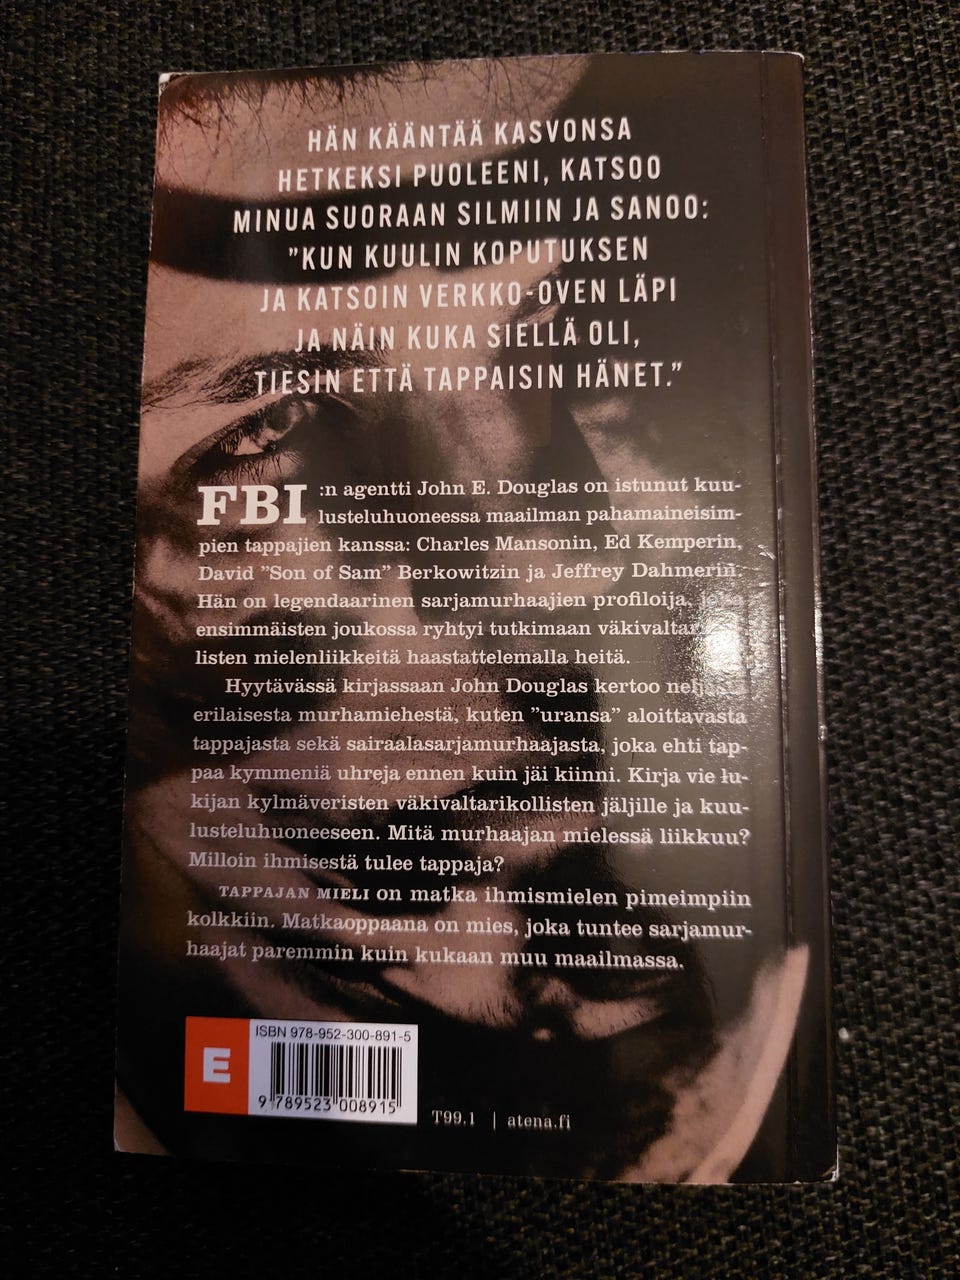 HÄN KÄÄNTÄÄ KASVONSA
HETKEKSI PUOLEENI, KATSOO
MINUA SUORAAN SILMIIN JA SANOO:
”KUN KUULIN KOPUTUKSEN
JA KATSOIN VERKKO-OVEN LÄPI
JA NÄIN KUKA SIELLÄ OLI,
TIESIN ETTÄ TAPPAISIN HÄNET.”
FBI:n agentti John E. Douglas on istunut kuu-
lusteluhuoneessa maailman pahamaineisim-
pien tappajien kanssa: Charles Mansonin, Ed Kemperin,
David ”Son of Sam” Berkowitzin ja Jeffrey Dahmerin.
Hän on legendaarinen sarjamurhaajien profiloija,
ensimmäisten joukossa ryhtyi tutkimaan
listen mielenliikkeitä haastattelemalla heitä.
Hyytävässä kirjassaan John Douglas kertoo
erilaisesta murhamiehestä, kuten ”uransa” aloittavasta
tappajasta sekä sairaalasarjamurhaajasta, joka ehti tap-
paa kymmeniä uhreja ennen kuin jäi kiinni. Kirja vie lu-
kijan kylmäveristen väkivaltarikollisten jäljille ja kuu-
lusteluhuoneeseen. Mitä murhaajan mielessä liikkuu?
Milloin ihmisestä tulee tappaja?
TAPPAJAN MIELI on matka ihmismielen pimeimpiin
kolkkiin. Matkaoppaana on mies, joka tuntee sarjamur-
haajat paremmin kuin kukaan muu maailmassa.
E
ISBN 978-952-300-891-5
9 789523 008915
T99.1 | atena.fi